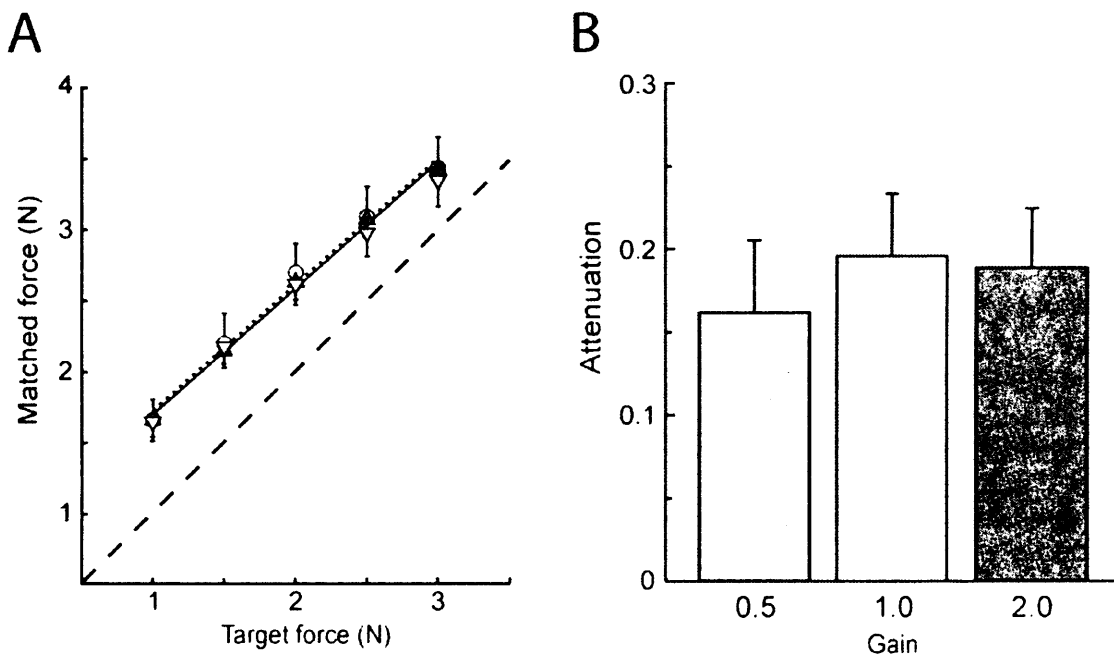 A
4
3
2
1
Matched force (N)
1 2 3
Target force (N)
B
0.3
0.2
0.1
0
Attenuation
0.5 1.0 2.0
Gain